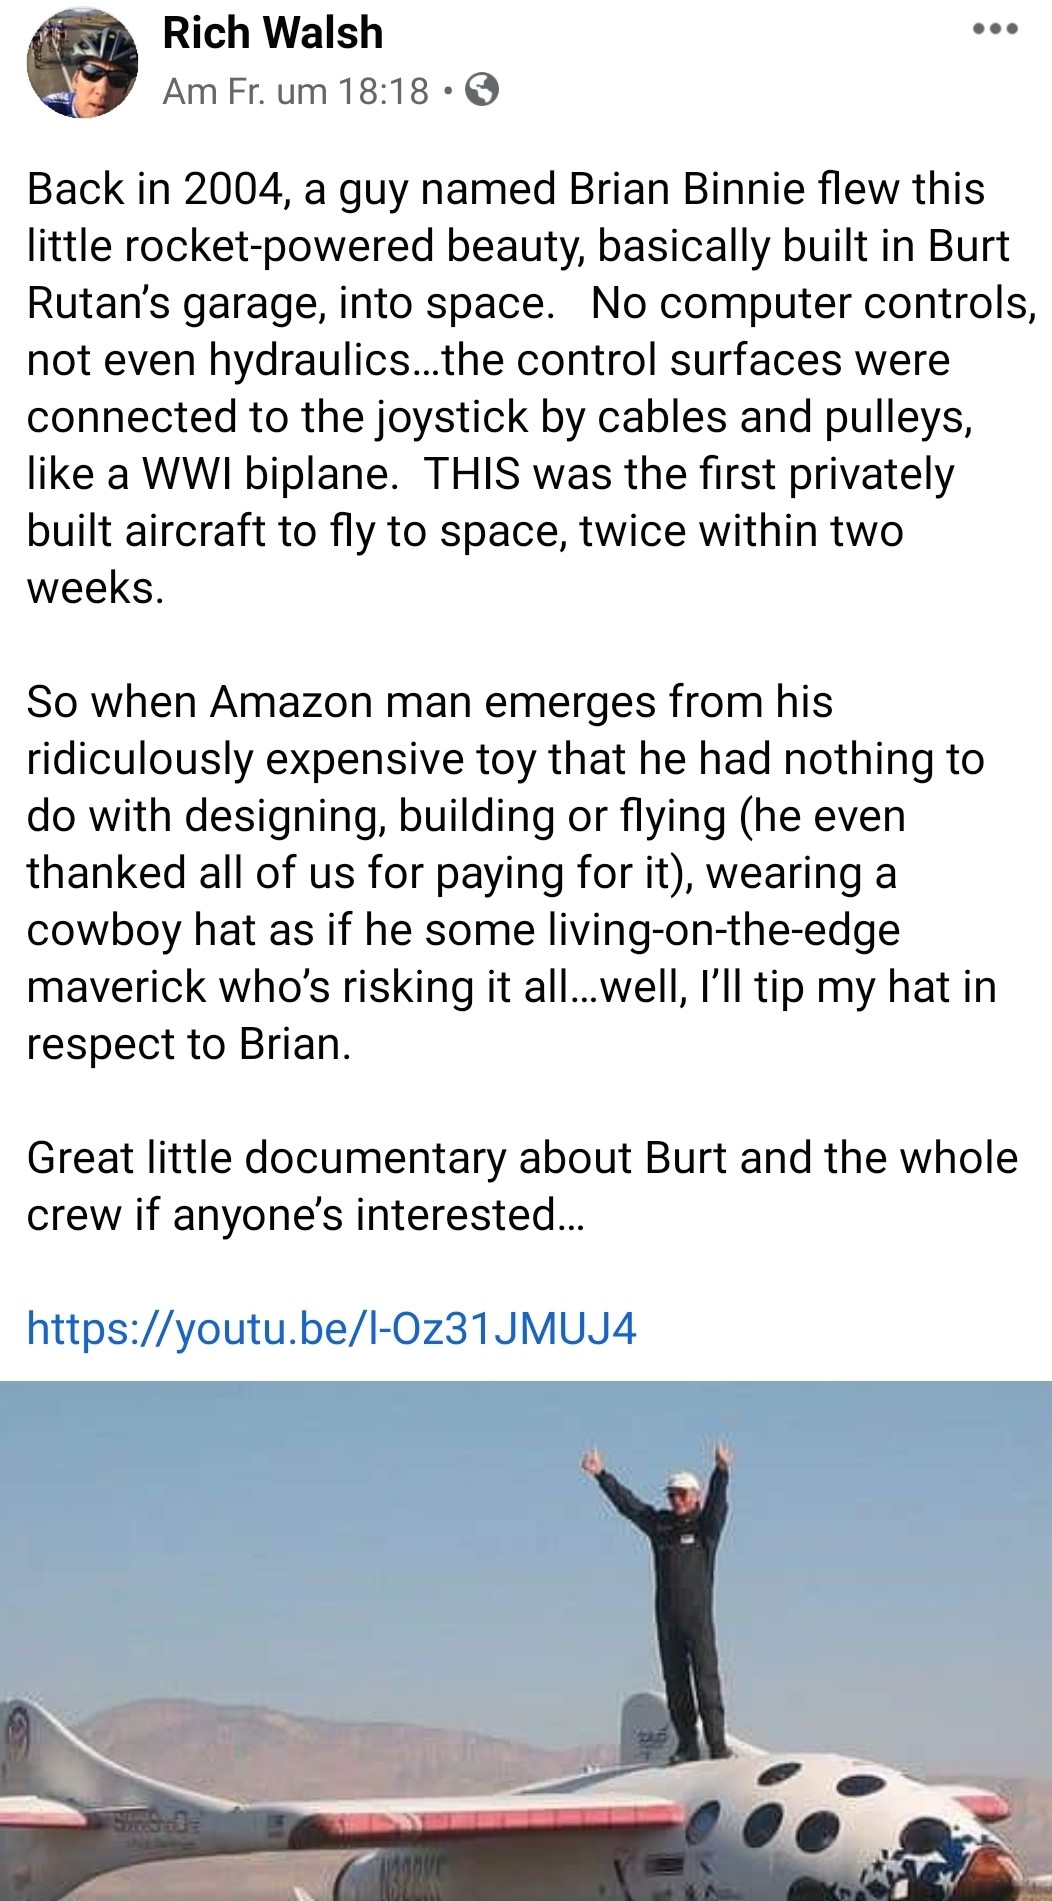 Rich Walsh
Am Fr. um 18:18 •
Back in 2004, a guy named Brian Binnie flew this
little rocket-powered beauty, basically built in Burt
Rutan’s garage, into space.   No computer controls,
not even hydraulics…the control surfaces were
connected to the joystick by cables and pulleys,
like a WWI biplane.  THIS was the first privately
built aircraft to fly to space, twice within two
weeks.
So when Amazon man emerges from his
ridiculously expensive toy that he had nothing to
do with designing, building or flying (he even
thanked all of us for paying for it), wearing a
cowboy hat as if he some living-on-the-edge
maverick who’s risking it all…well, I’ll tip my hat in
respect to Brian.
Great little documentary about Burt and the whole
crew if anyone’s interested…
https://youtu.be/l-Oz31JMUJ4